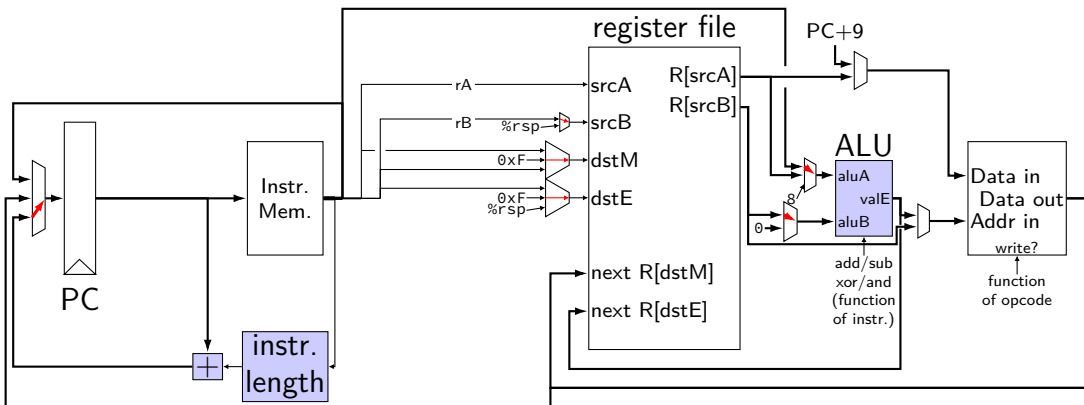 register file
PC+9
R[srcA]
rA
srcA
R[srcB]
rB
%rsp
srcB
ALU
0xF
dstM
Instr.
Mem.
aluA
Data in
8
valE
Data out
0xF
dstE
%rsp
0
aluB
Addr in
write?
PC
next R[dstM]
add/sub
xor/and
(function
of instr.)
function
of opcode
next R[dstE]
+
instr.
length